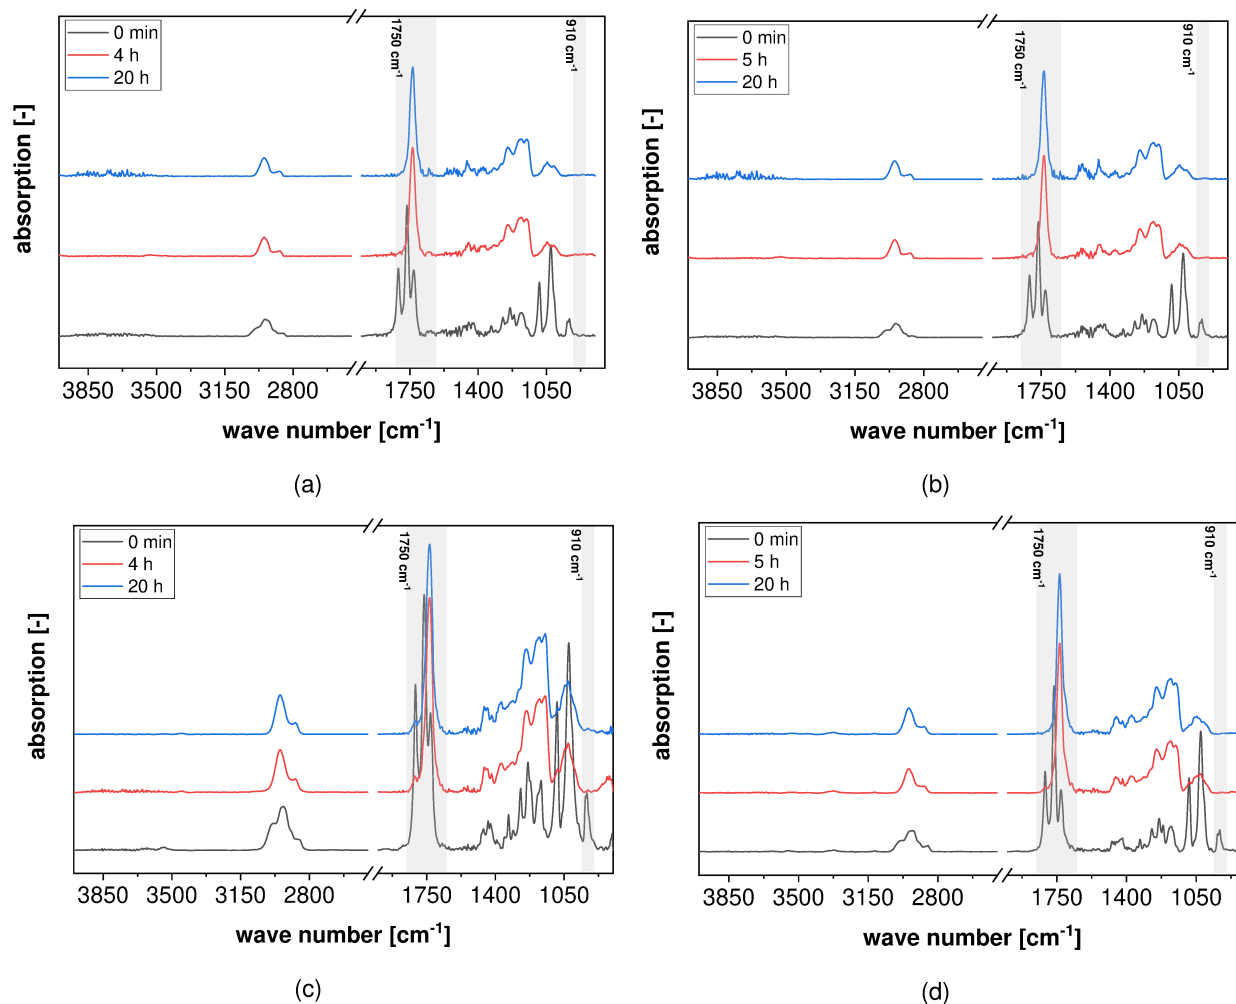 0 min
4 h
20 h
1750 cm-1
910 cm-1
absorption [-]
3850 3500 3150 2800 1750 1400 1050
wave number [cm-1]
(a)
0 min
5 h
20 h
1750 cm-1
910 cm-1
absorption [-]
3850 3500 3150 2800 1750 1400 1050
wave number [cm-1]
(b)
0 min
4 h
20 h
1750 cm-1
910 cm-1
absorption [-]
3850 3500 3150 2800 1750 1400 1050
wave number [cm-1]
(c)
0 min
5 h
20 h
1750 cm-1
910 cm-1
absorption [-]
3850 3500 3150 2800 1750 1400 1050
wave number [cm-1]
(d)